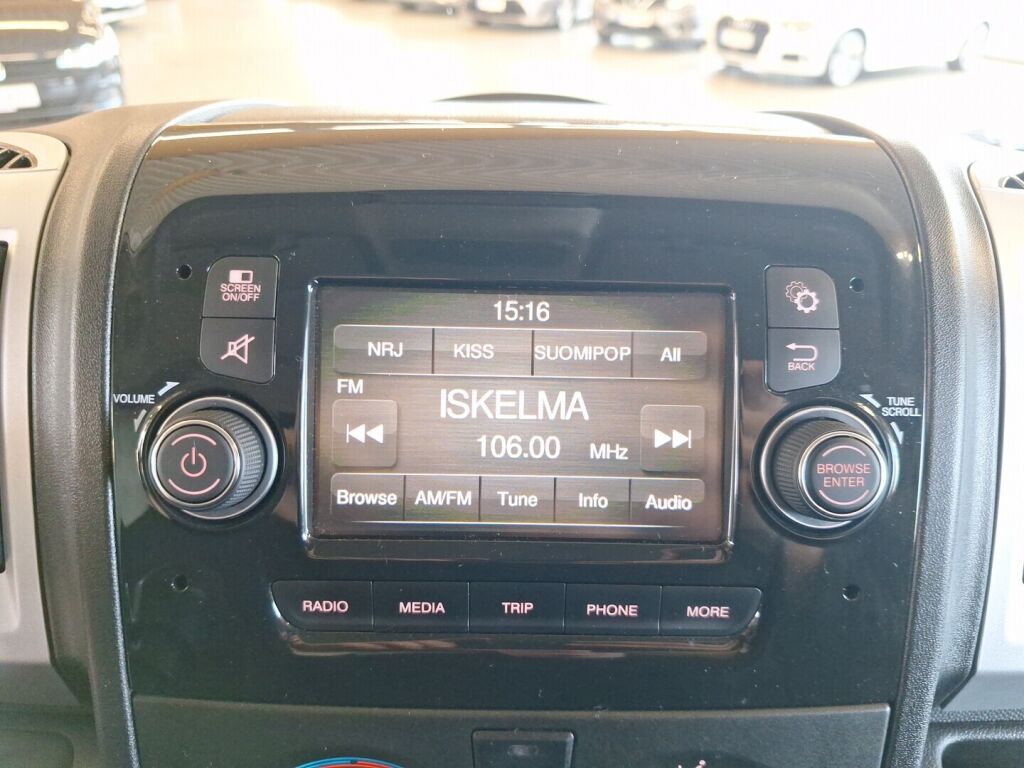 SCREEN
ON/OFF
VOLUME
15:16
NRJ KISS SUOMIPOP All
FM
ISKELMA
106.00 MHz
Browse AM/FM Tune Info Audio
BACK
TUNE
SCROLL
BROWSE
ENTER
RADIO MEDIA TRIP PHONE MORE